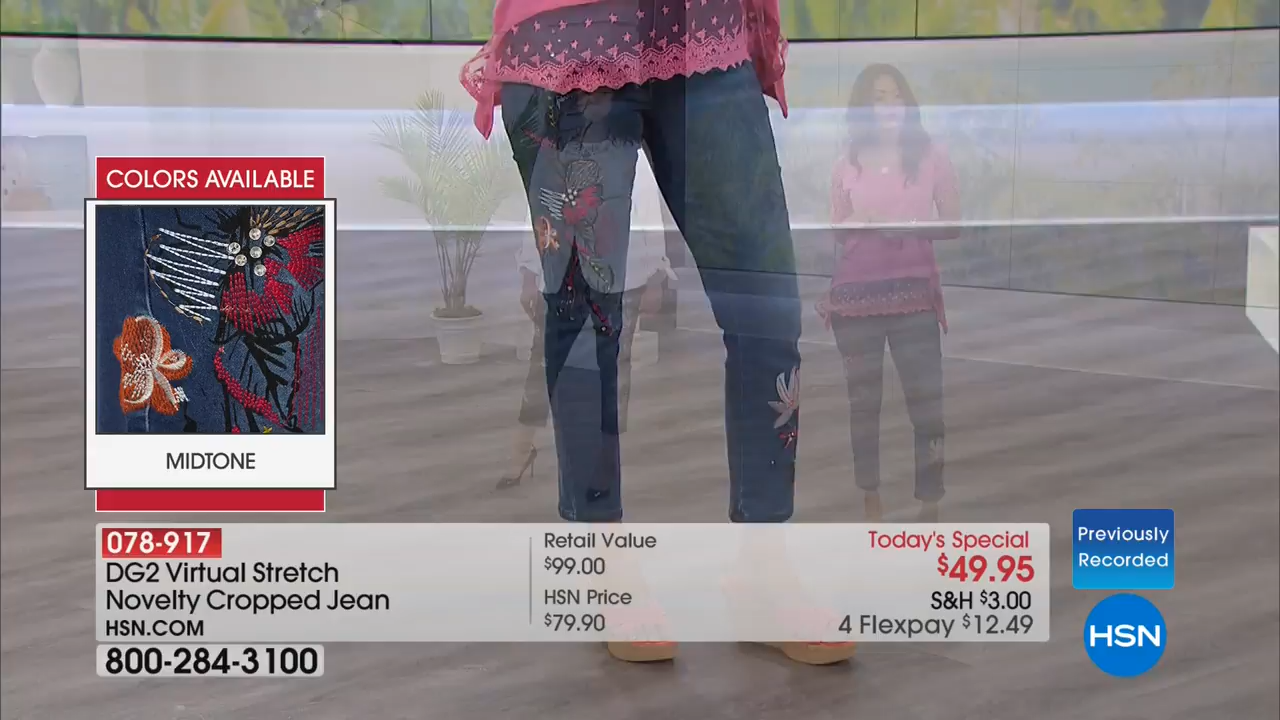 COLORS AVAILABLE
MIDTONE
078-917
DG2 Virtual Stretch
Novelty Cropped Jean
HSN.COM
800-284-3100
Retail Value
$99.00
HSN Price
$79.90
Today's Special
$49.95
S&H $3.00
4 Flexpay $12.49
Previously
Recorded
HSN